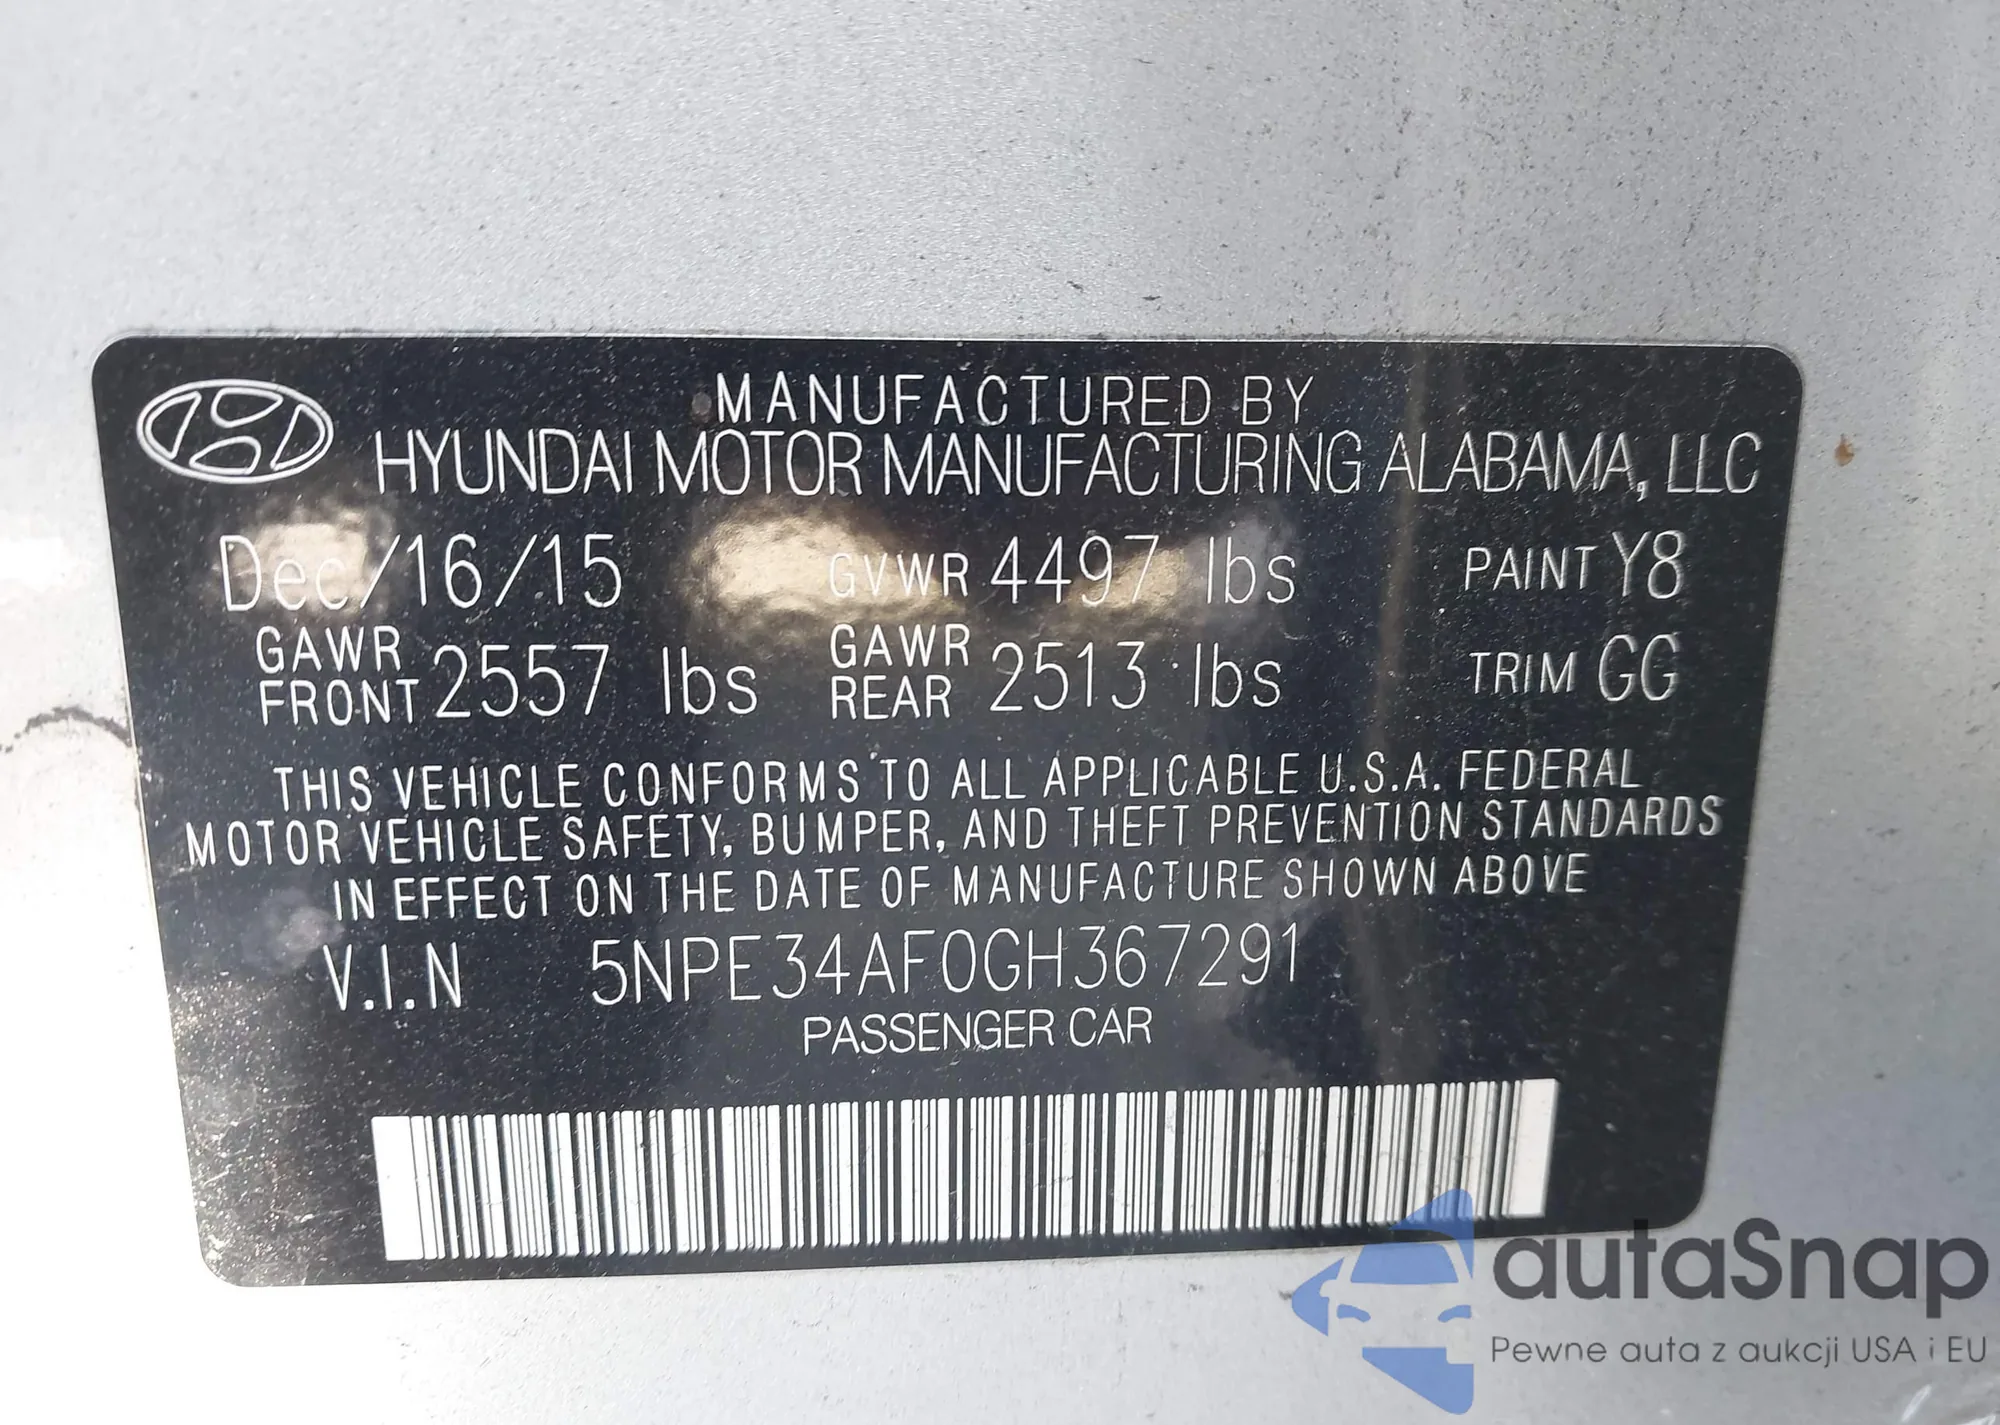 MANUFACTURED BY
HYUNDAI MOTOR MANUFACTURING ALABAMA, LLC
Dec/16/15 GVWR 4497 lbs PAINT Y8
GAWR FRONT 2557 lbs GAWR REAR 2513 lbs TRIM GG
THIS VEHICLE CONFORMS TO ALL APPLICABLE U.S.A. FEDERAL
MOTOR VEHICLE SAFETY, BUMPER, AND THEFT PREVENTION STANDARDS
IN EFFECT ON THE DATE OF MANUFACTURE SHOWN ABOVE
V.I.N 5NPE34AF0GH367291
PASSENGER CAR
autaSnap
Pewne auta z aukcji USA i EU